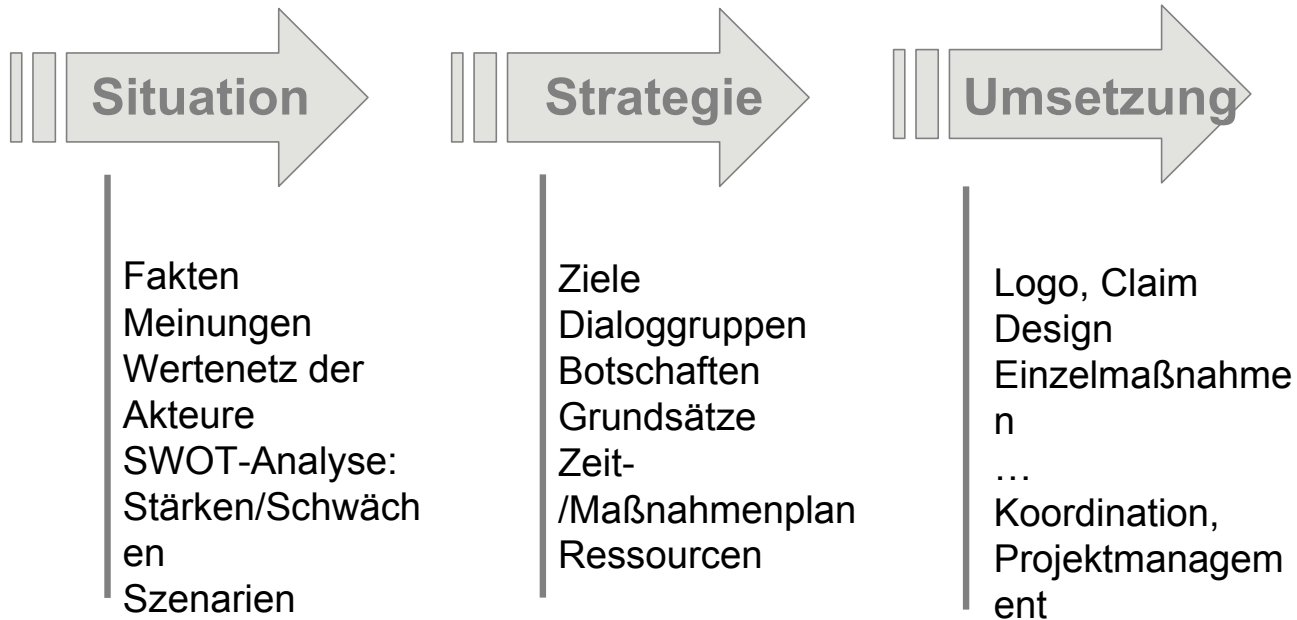 Situation
Fakten
Meinungen
Wertenetz der
Akteure
SWOT-Analyse:
Stärken/Schwäch
en
Szenarien
Strategie
Ziele
Dialoggruppen
Botschaften
Grundsätze
Zeit-
/Maßnahmenplan
Ressourcen
Umsetzung
Logo, Claim
Design
Einzelmaßnahme
n
…
Koordination,
Projektmanagem
ent